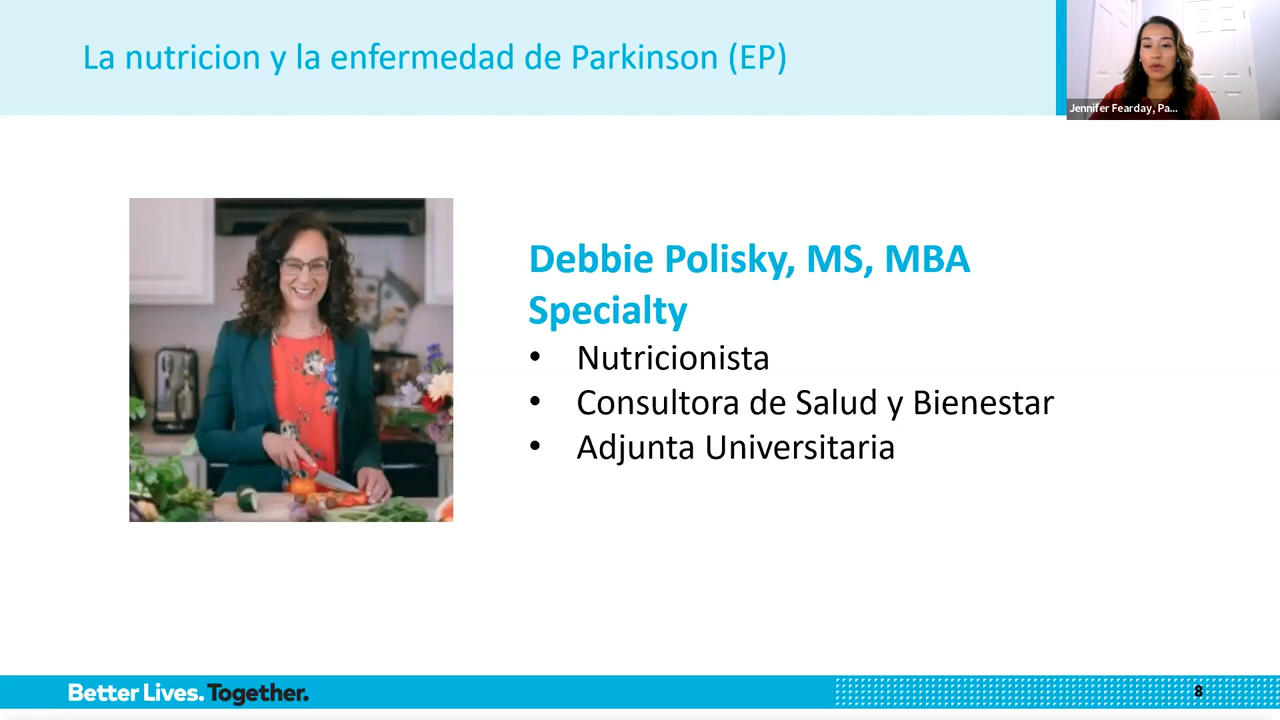 La nutricion y la enfermedad de Parkinson (EP)
Jennifer Fearday, Pa...
Debbie Polisky, MS, MBA
Specialty
• Nutricionista
• Consultora de Salud y Bienestar
• Adjunta Universitaria
Better Lives. Together.
8